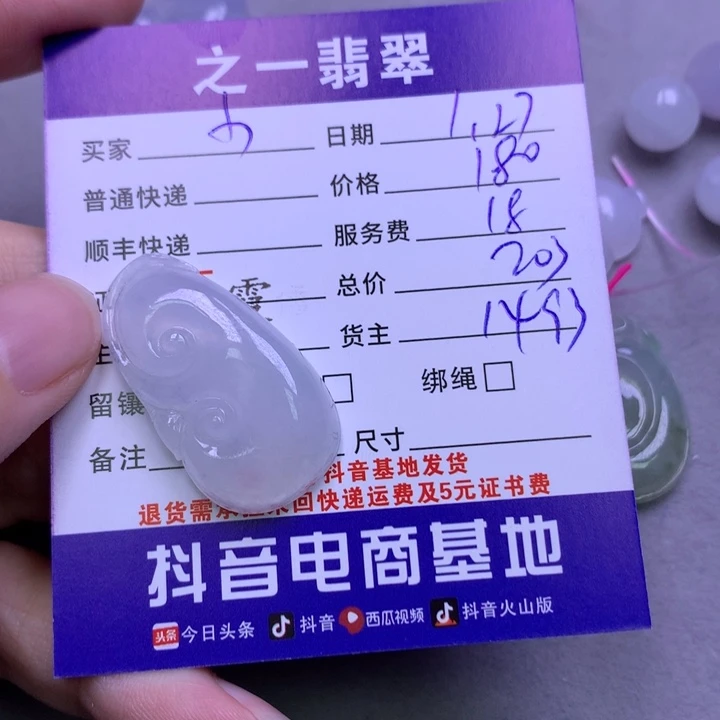 之一翡翠
买家 日期 1.27
普通快递 价格 180
顺丰快递 服务费 18
总价 203
货主 1493
留镶 绑绳
备注 尺寸
抖音基地发货
退货需 回快递运费及5元证书费
抖音电商基地
头条 今日头条 抖音 西瓜视频 抖音火山版